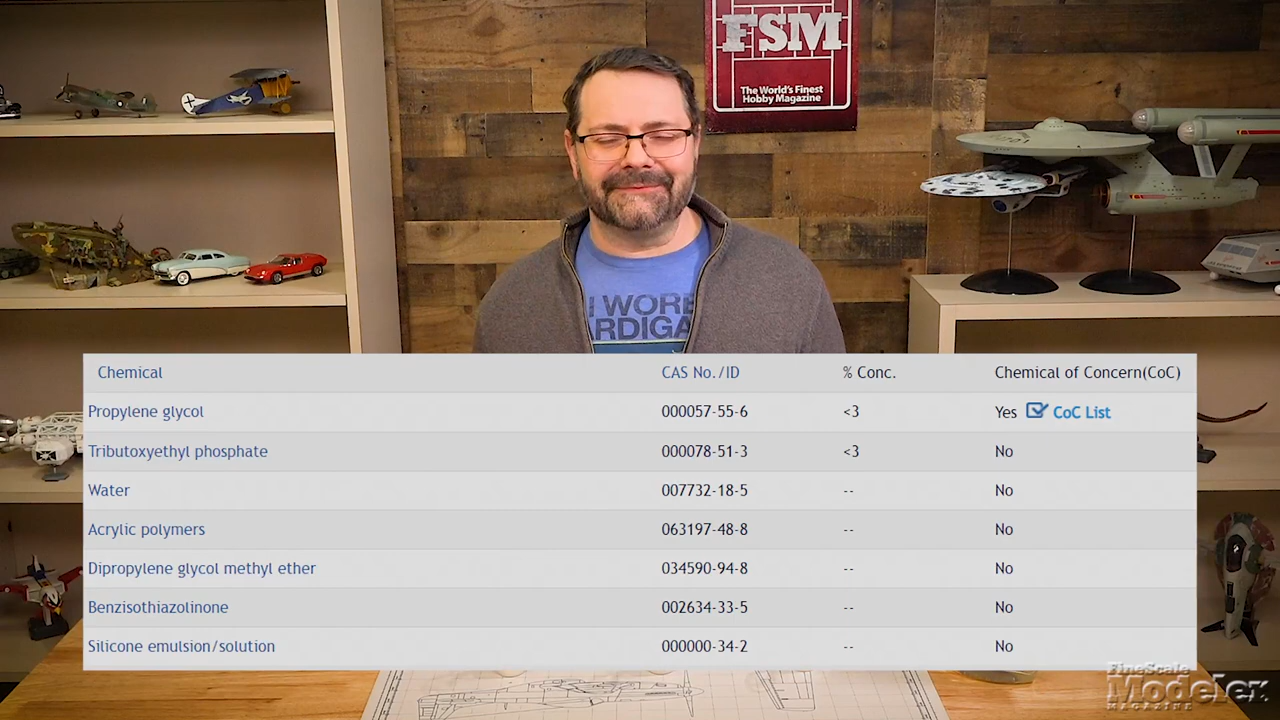 FSM
The World's Finest
Hobby Magazine
I WORE
ARDIGA
Chemical CAS No./ID % Conc. Chemical of Concern(CoC)
Propylene glycol 000057-55-6 <3 Yes CoC List
Tributoxyethyl phosphate 000078-51-3 <3 No
Water 007732-18-5 -- No
Acrylic polymers 063197-48-8 -- No
Dipropylene glycol methyl ether 034590-94-8 -- No
Benzisothiazolinone 002634-33-5 -- No
Silicone emulsion/solution 000000-34-2 -- No
FineScale
Modeler
MAGAZINE